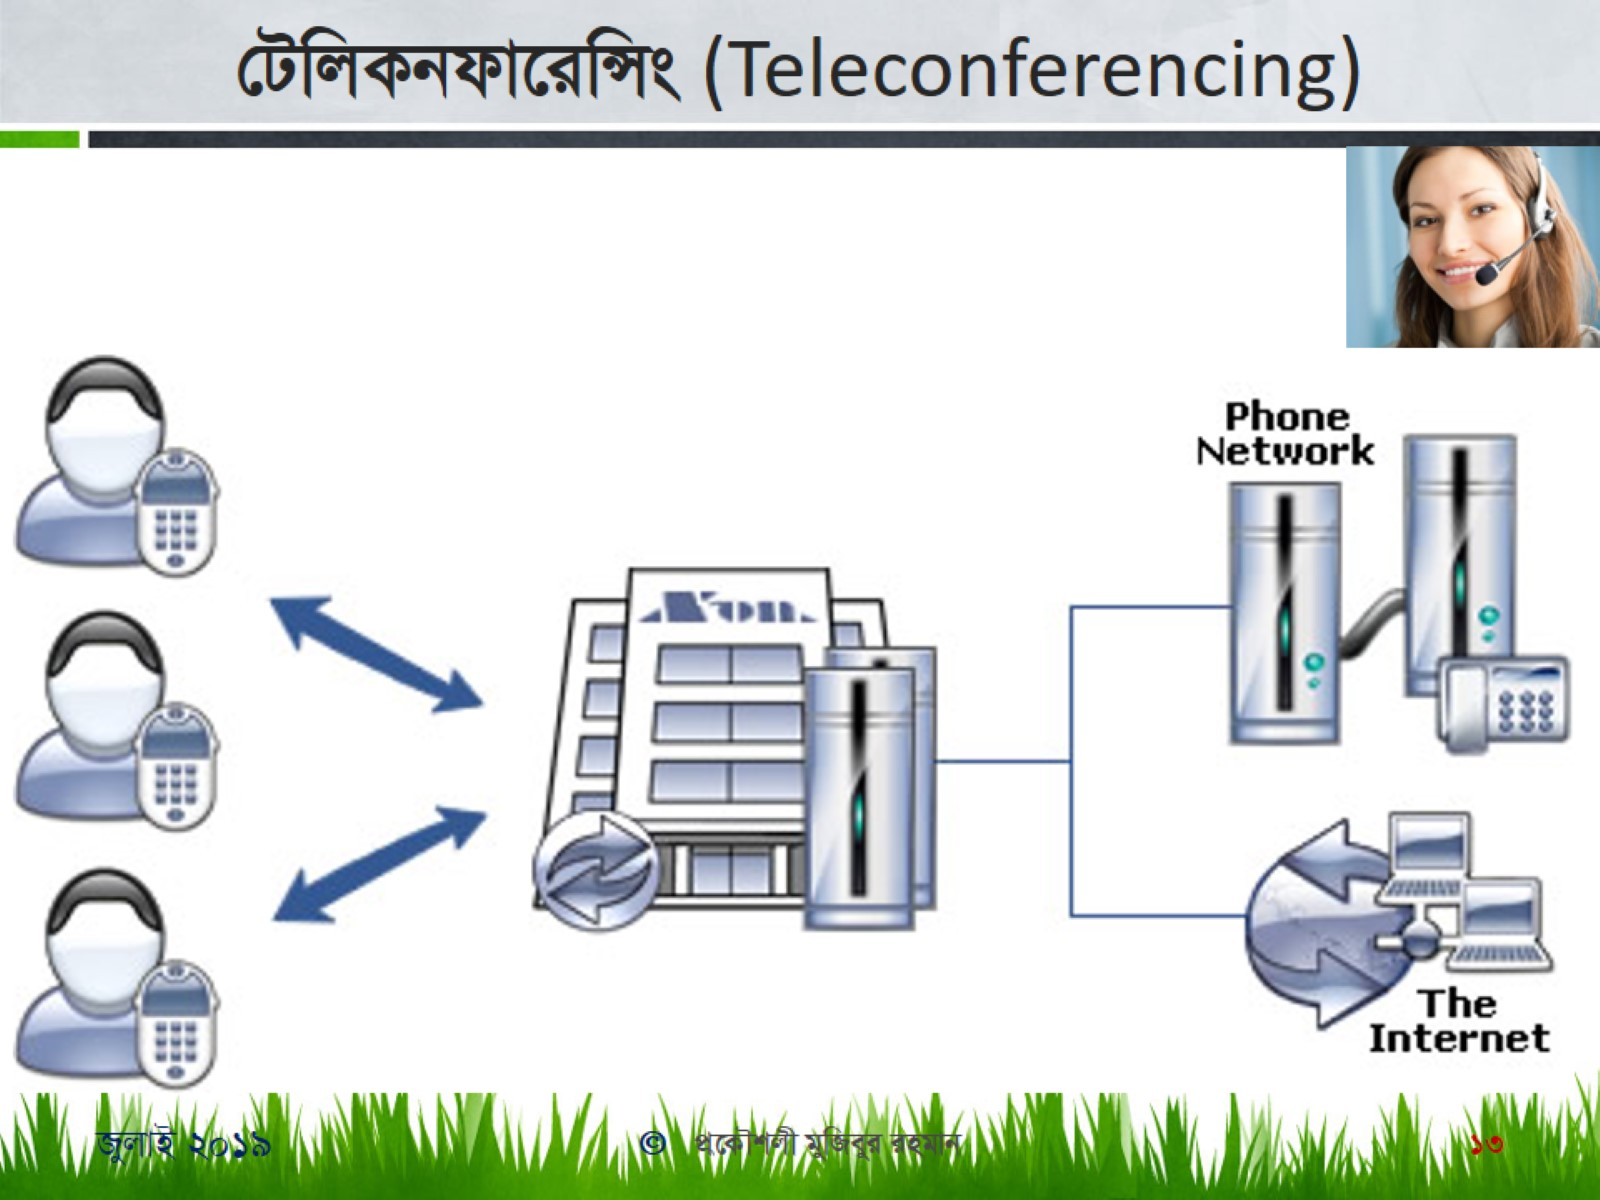 টেলিকনফারেন্সিং (Teleconferencing)
Phone
Network
The
Internet
জুলাই ২০১৯
© প্রকৌশলী মুজিবুর রহমান
১৩